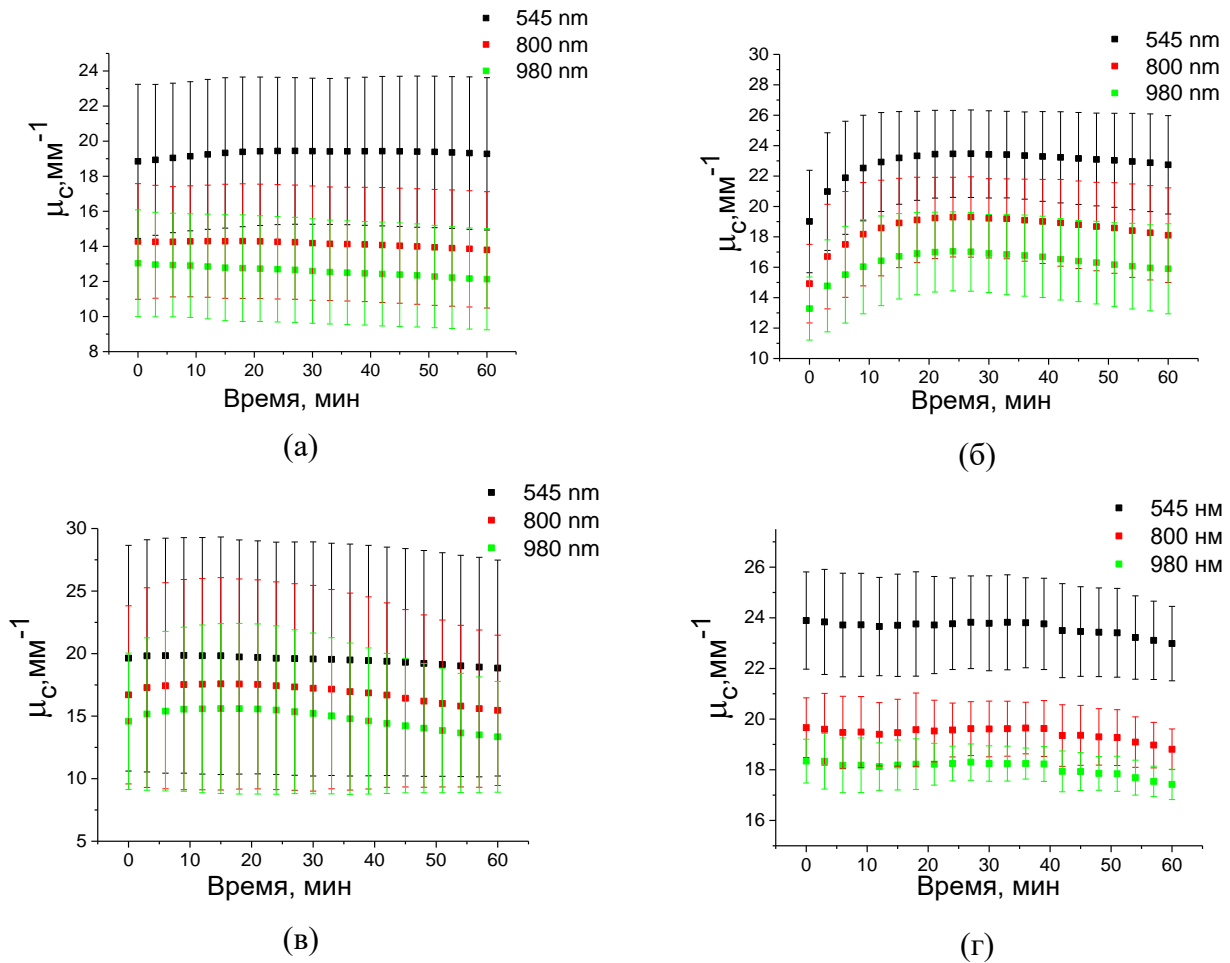 545 nm
800 nm
980 nm
24
22
20
18
16
14
12
10
8
μc,мм-1
0 10 20 30 40 50 60
Время, мин
(а)
545 nm
800 nm
980 nm
30
28
26
24
22
20
18
16
14
12
10
μc,мм-1
0 10 20 30 40 50 60
Время, мин
(б)
545 nm
800 nm
980 nm
30
25
20
15
10
5
μc,мм-1
0 10 20 30 40 50 60
Время, мин
(в)
545 нм
800 нм
980 нм
26
24
22
20
18
16
μc,мм-1
0 10 20 30 40 50 60
Время, мин
(г)